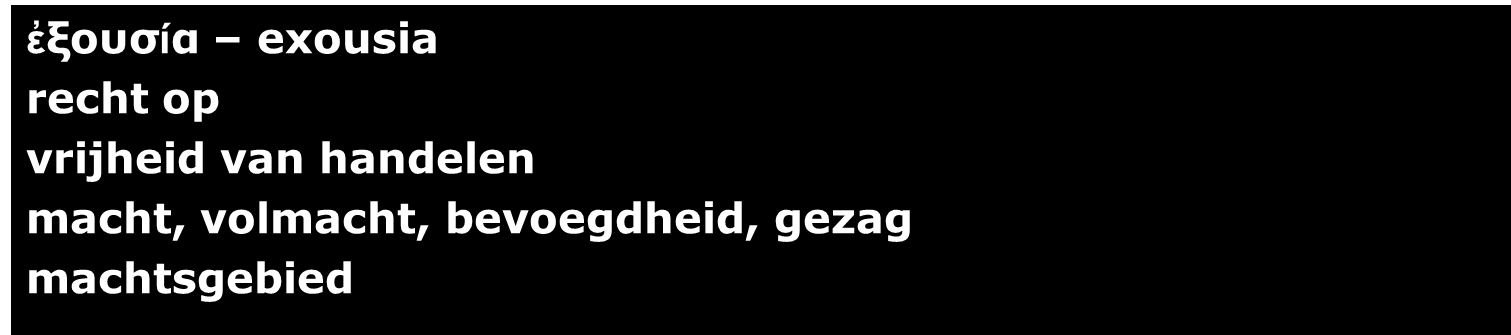 ἐξουσία – exousia
recht op
vrijheid van handelen
macht, volmacht, bevoegdheid, gezag
machtsgebied